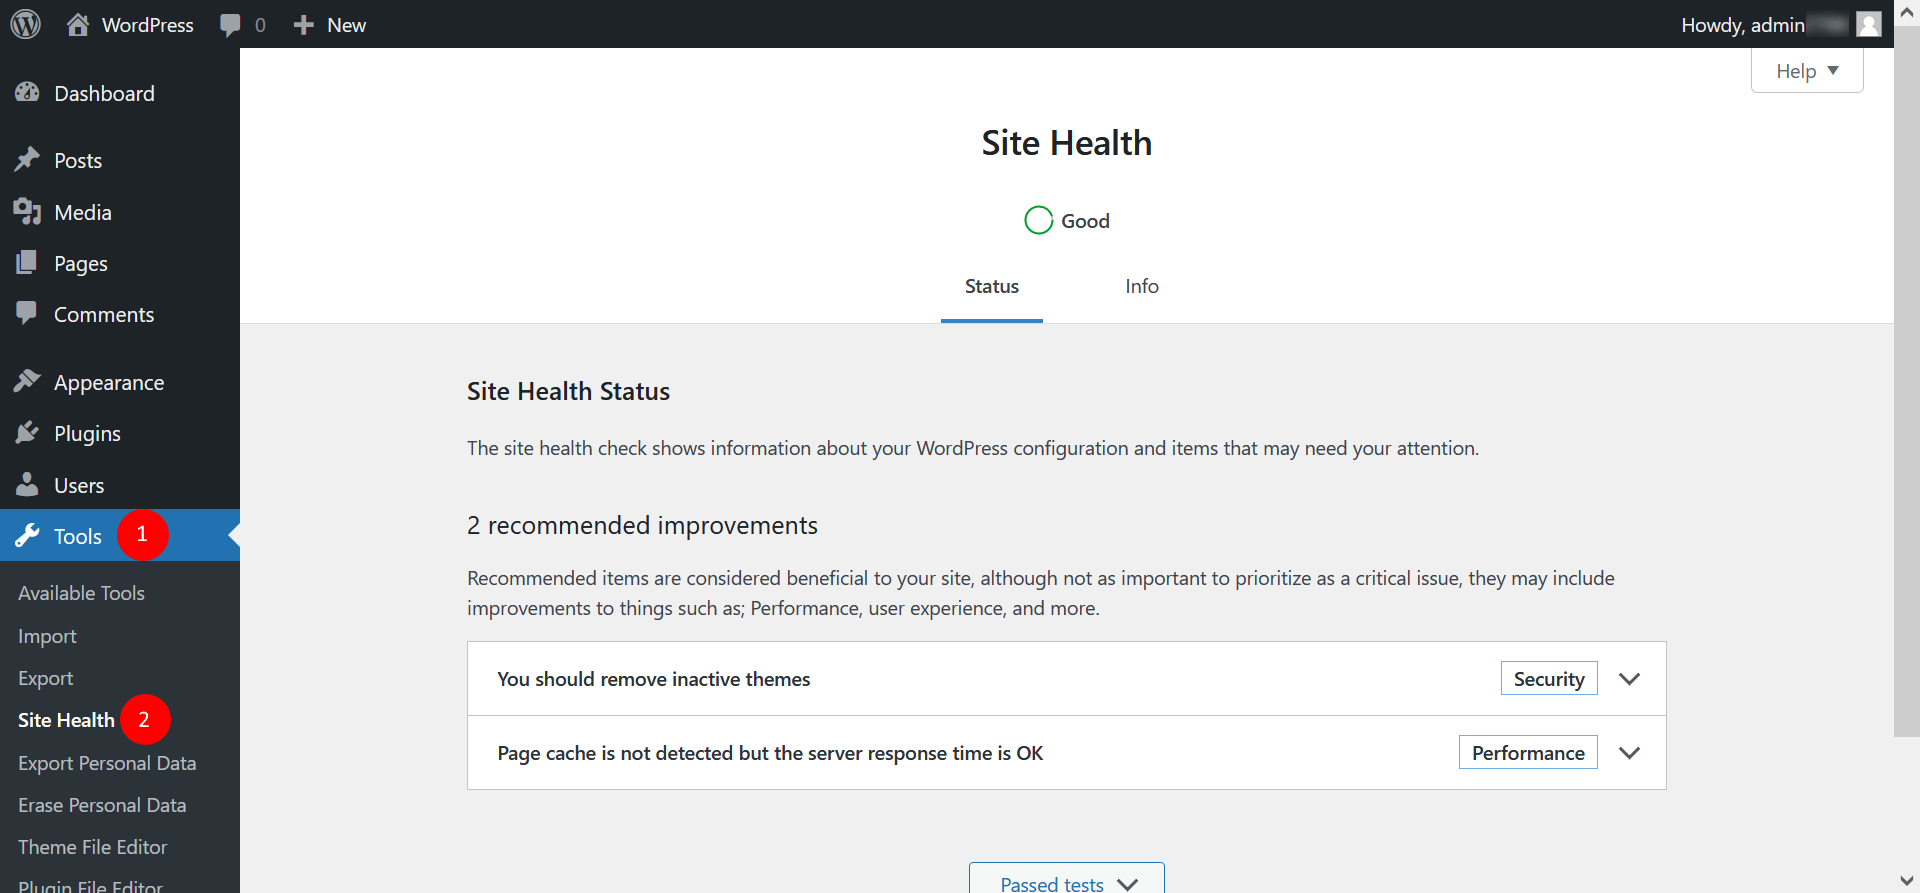 WordPress 0 New Howdy, admin
Help
Dashboard
Posts
Media
Pages
Comments
Appearance
Plugins
Users
Tools 1
Available Tools
Import
Export
Site Health 2
Export Personal Data
Erase Personal Data
Theme File Editor
Plugin File Editor
Site Health
Good
Status Info
Site Health Status
The site health check shows information about your WordPress configuration and items that may need your attention.
2 recommended improvements
Recommended items are considered beneficial to your site, although not as important to prioritize as a critical issue, they may include
improvements to things such as; Performance, user experience, and more.
You should remove inactive themes Security
Page cache is not detected but the server response time is OK Performance
Passed tests